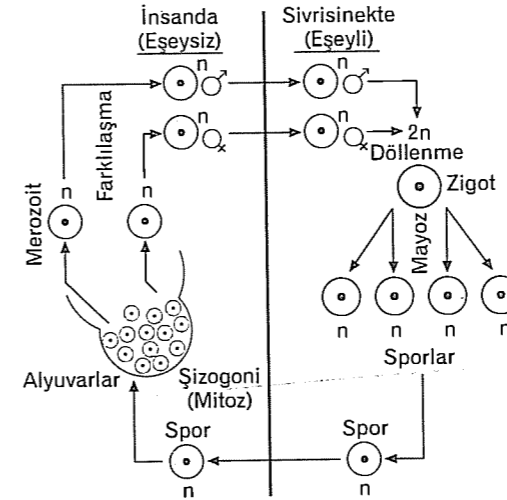 İnsanda
(Eşeysiz)
Sivrisinekte
(Eşeyli)
n
n
n
n
2n
Döllenme
Zigot
Mayoz
Merozoit
Farklılaşma
n
n
n
n
n
n
Sporlar
Alyuvarlar
Şizogoni
(Mitoz)
Spor
n
Spor
n